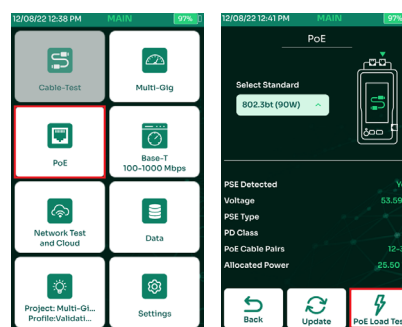 12/08/22 12:38 PM MAIN 97%
Cable-Test
Multi-Gig
PoE
Base-T
100-1000 Mbps
Network Test
and Cloud
Data
Project: Multi-Gi...
Profile:Validati...
Settings
12/08/22 12:41 PM MAIN 97%
PoE
Select Standard
802.3bt (90W)
PSE Detected
Voltage 53.59
PSE Type
PD Class
PoE Cable Pairs 12-3
Allocated Power 25.50
Back
Update
PoE Load Tes